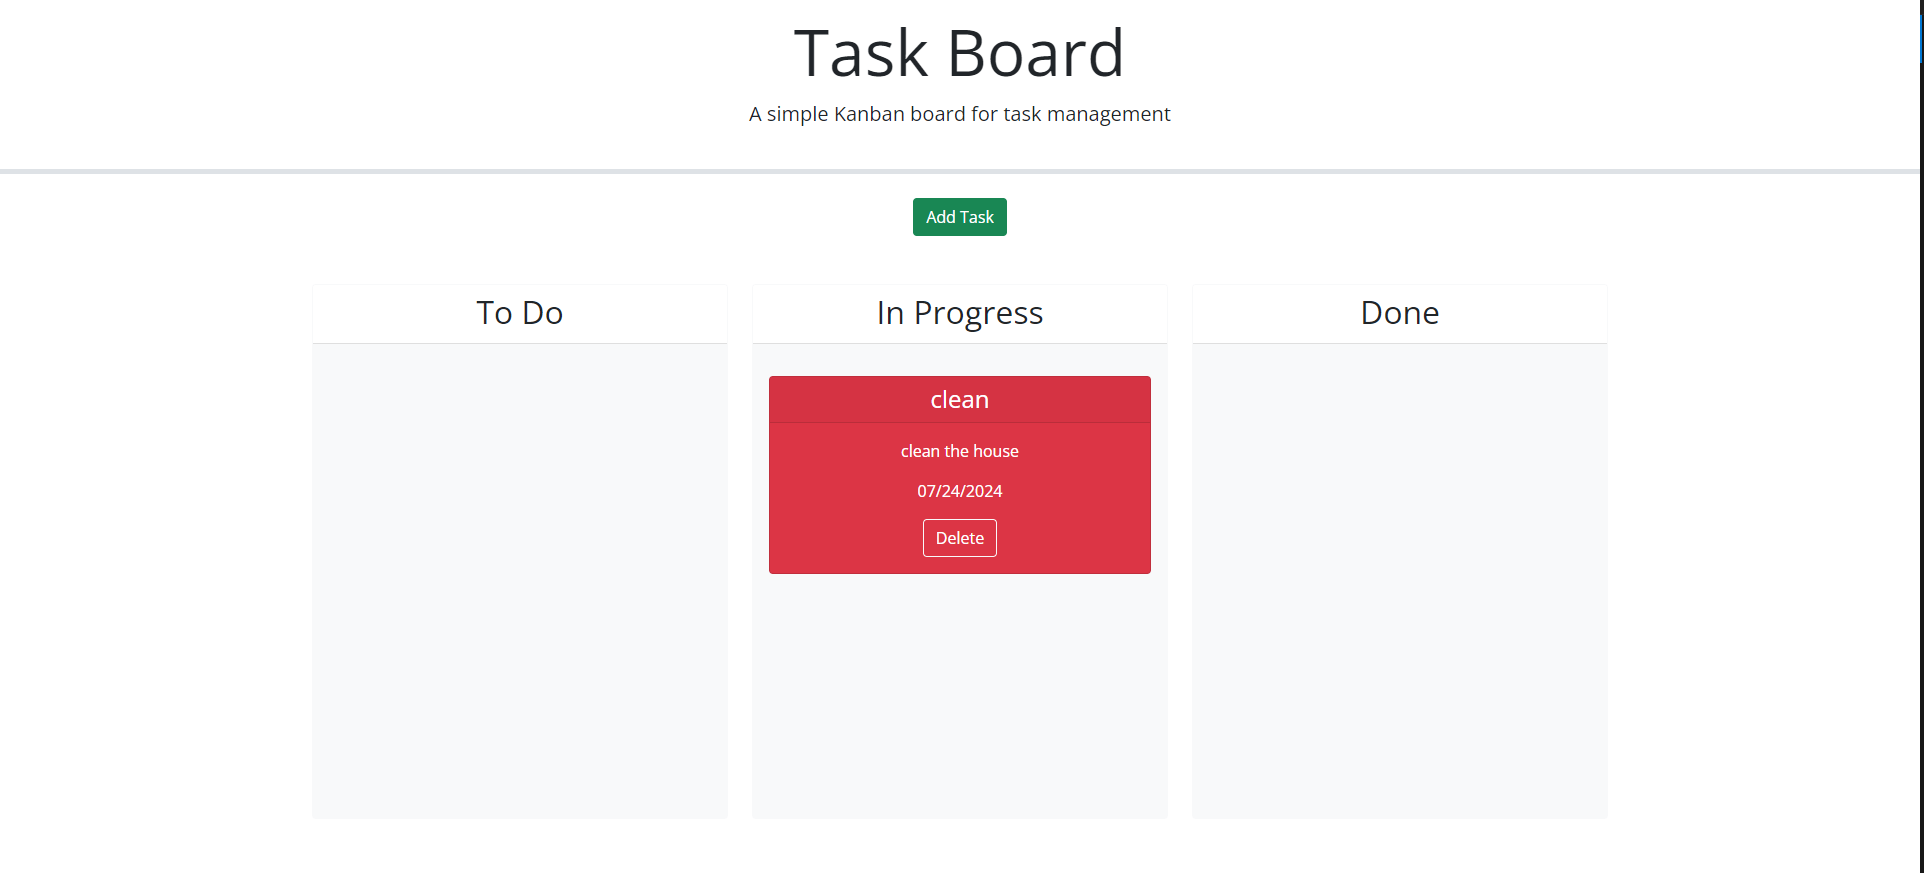 Task Board
A simple Kanban board for task management
Add Task
To Do
In Progress
clean
clean the house
07/24/2024
Delete
Done